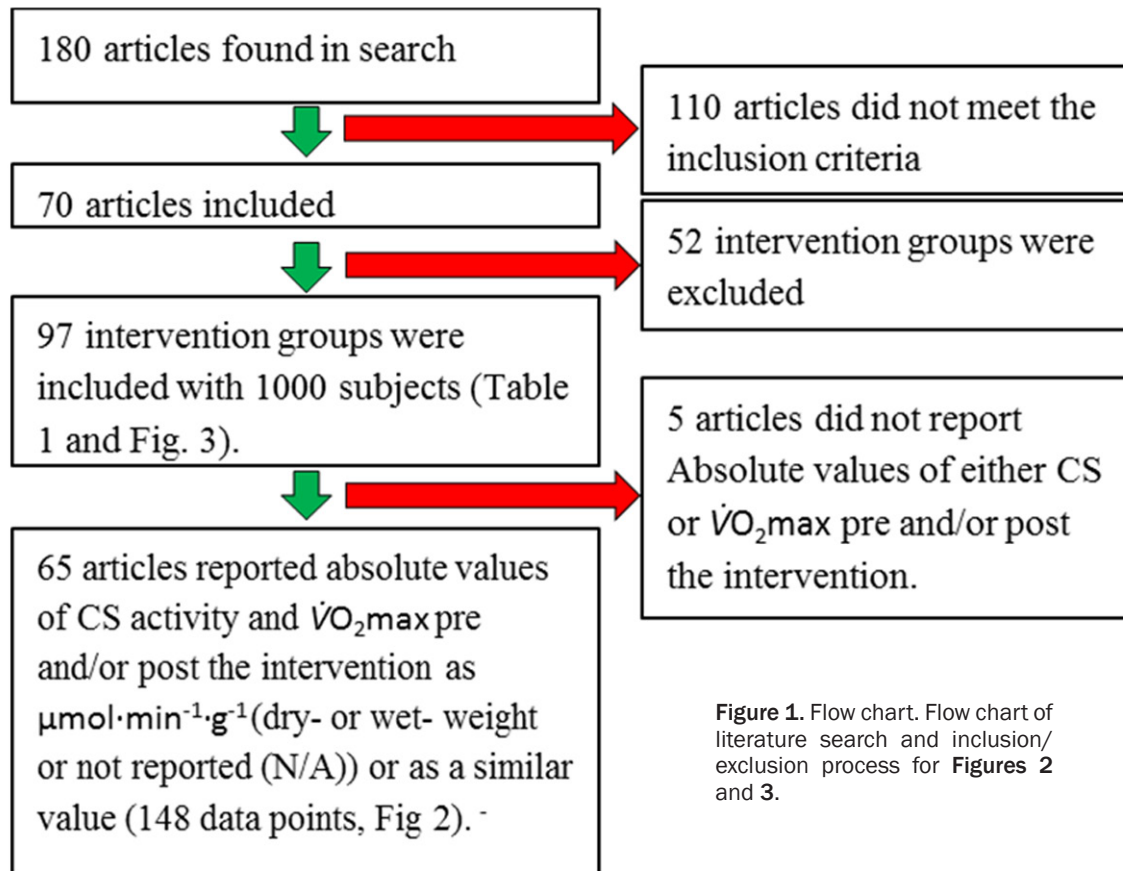 180 articles found in search
110 articles did not meet the
inclusion criteria
70 articles included
52 intervention groups were
excluded
97 intervention groups were
included with 1000 subjects (Table
1 and Fig. 3).
5 articles did not report
Absolute values of either CS
or V̇O₂max pre and/or post
the intervention.
65 articles reported absolute values
of CS activity and V̇O₂max pre
and/or post the intervention as
µmol·min⁻¹·g⁻¹(dry- or wet- weight
or not reported (N/A)) or as a similar
value (148 data points, Fig 2). -
Figure 1. Flow chart. Flow chart of
literature search and inclusion/
exclusion process for Figures 2
and 3.